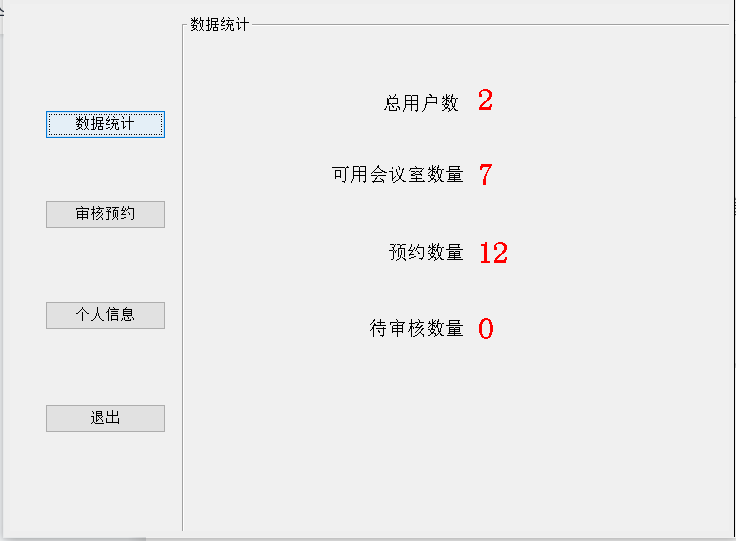 数据统计
总用户数 2
数据统计
可用会议室数量 7
审核预约
预约数量 12
个人信息
待审核数量 0
退出